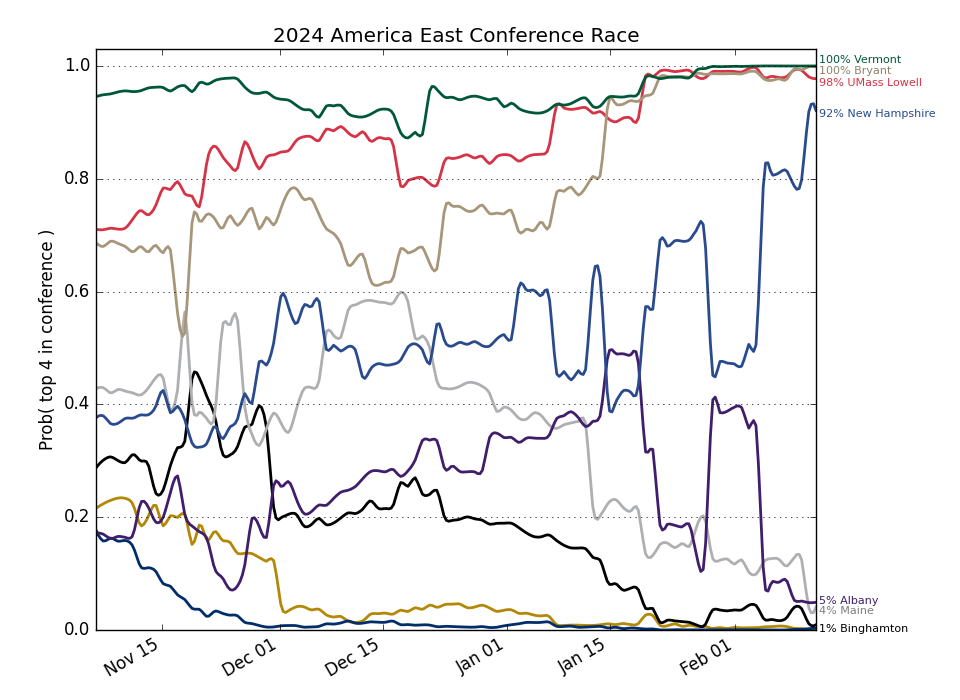 2024 America East Conference Race
Prob( top 4 in conference )
1.0
0.8
0.6
0.4
0.2
0.0
Nov 15
Dec 01
Dec 15
Jan 01
Jan 15
Feb 01
100% Vermont
100% Bryant
98% UMass Lowell
92% New Hampshire
5% Albany
4% Maine
1% Binghamton